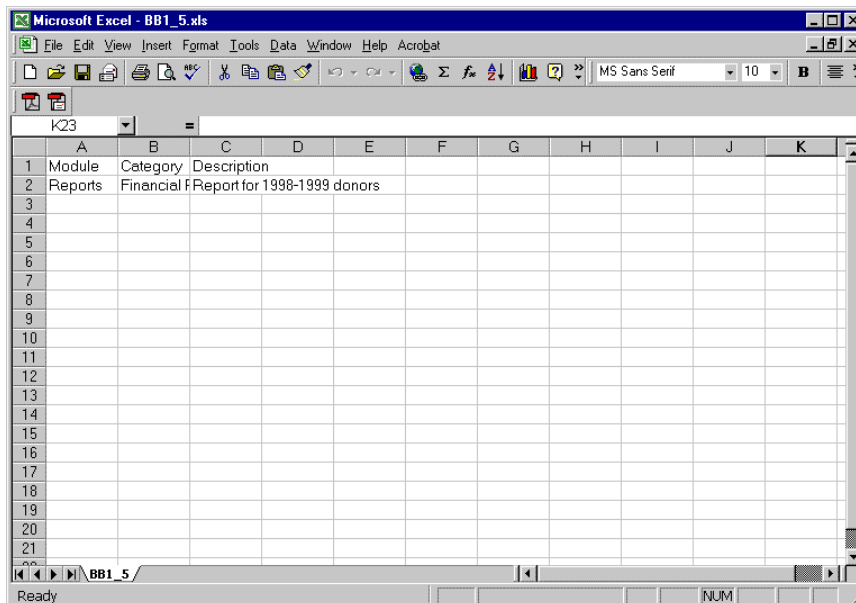 Microsoft Excel - BB1_5.xls
File Edit View Insert Format Tools Data Window Help Acrobat
MS Sans Serif 10 B
K23 =
A B C D E F G H I J K
1 Module Category Description
2 Reports Financial Report for 1998-1999 donors
3
4
5
6
7
8
9
10
11
12
13
14
15
16
17
18
19
20
21
BB1_5
Ready NUM